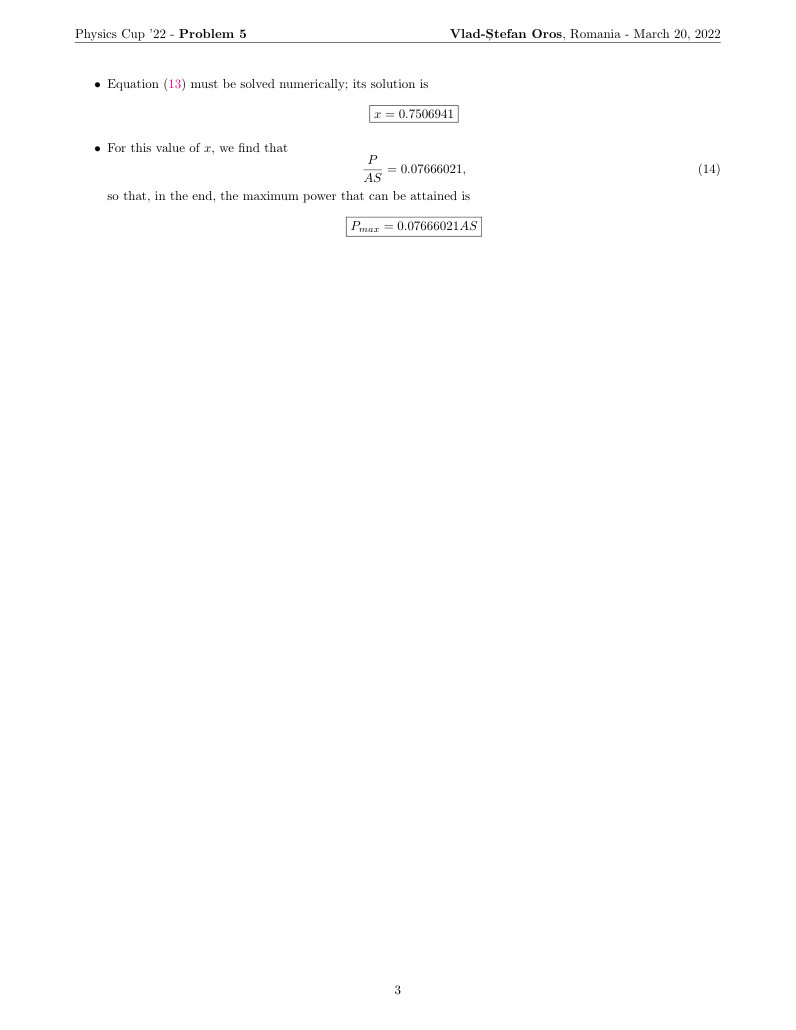 Physics Cup '22 - Problem 5 Vlad-Ștefan Oros, Romania - March 20, 2022
• Equation (13) must be solved numerically; its solution is
x = 0.7506941
• For this value of x, we find that
P/AS = 0.07666021, (14)
so that, in the end, the maximum power that can be attained is
P_max = 0.07666021AS
3